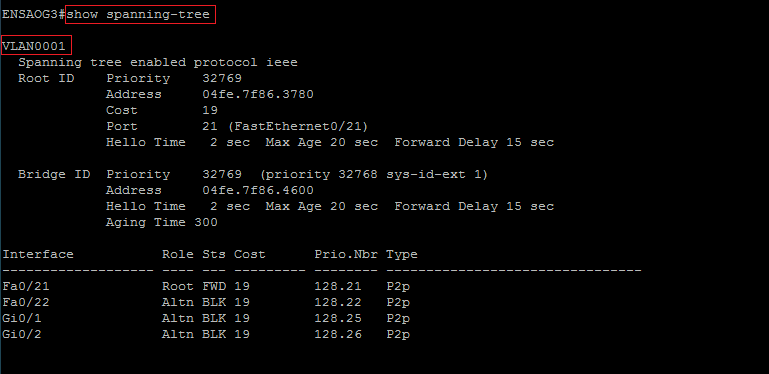 ENSAOG3#show spanning-tree
VLAN0001
  Spanning tree enabled protocol ieee
  Root ID    Priority    32769
             Address     04fe.7f86.3780
             Cost        19
             Port        21 (FastEthernet0/21)
             Hello Time   2 sec  Max Age 20 sec  Forward Delay 15 sec
  Bridge ID  Priority    32769  (priority 32768 sys-id-ext 1)
             Address     04fe.7f86.4600
             Hello Time   2 sec  Max Age 20 sec  Forward Delay 15 sec
             Aging Time 300
Interface           Role Sts Cost      Prio.Nbr Type
------------------- ---- --- --------- -------- --------------------------------
Fa0/21              Root FWD 19        128.21   P2p
Fa0/22              Altn BLK 19        128.22   P2p
Gi0/1               Altn BLK 19        128.25   P2p
Gi0/2               Altn BLK 19        128.26   P2p